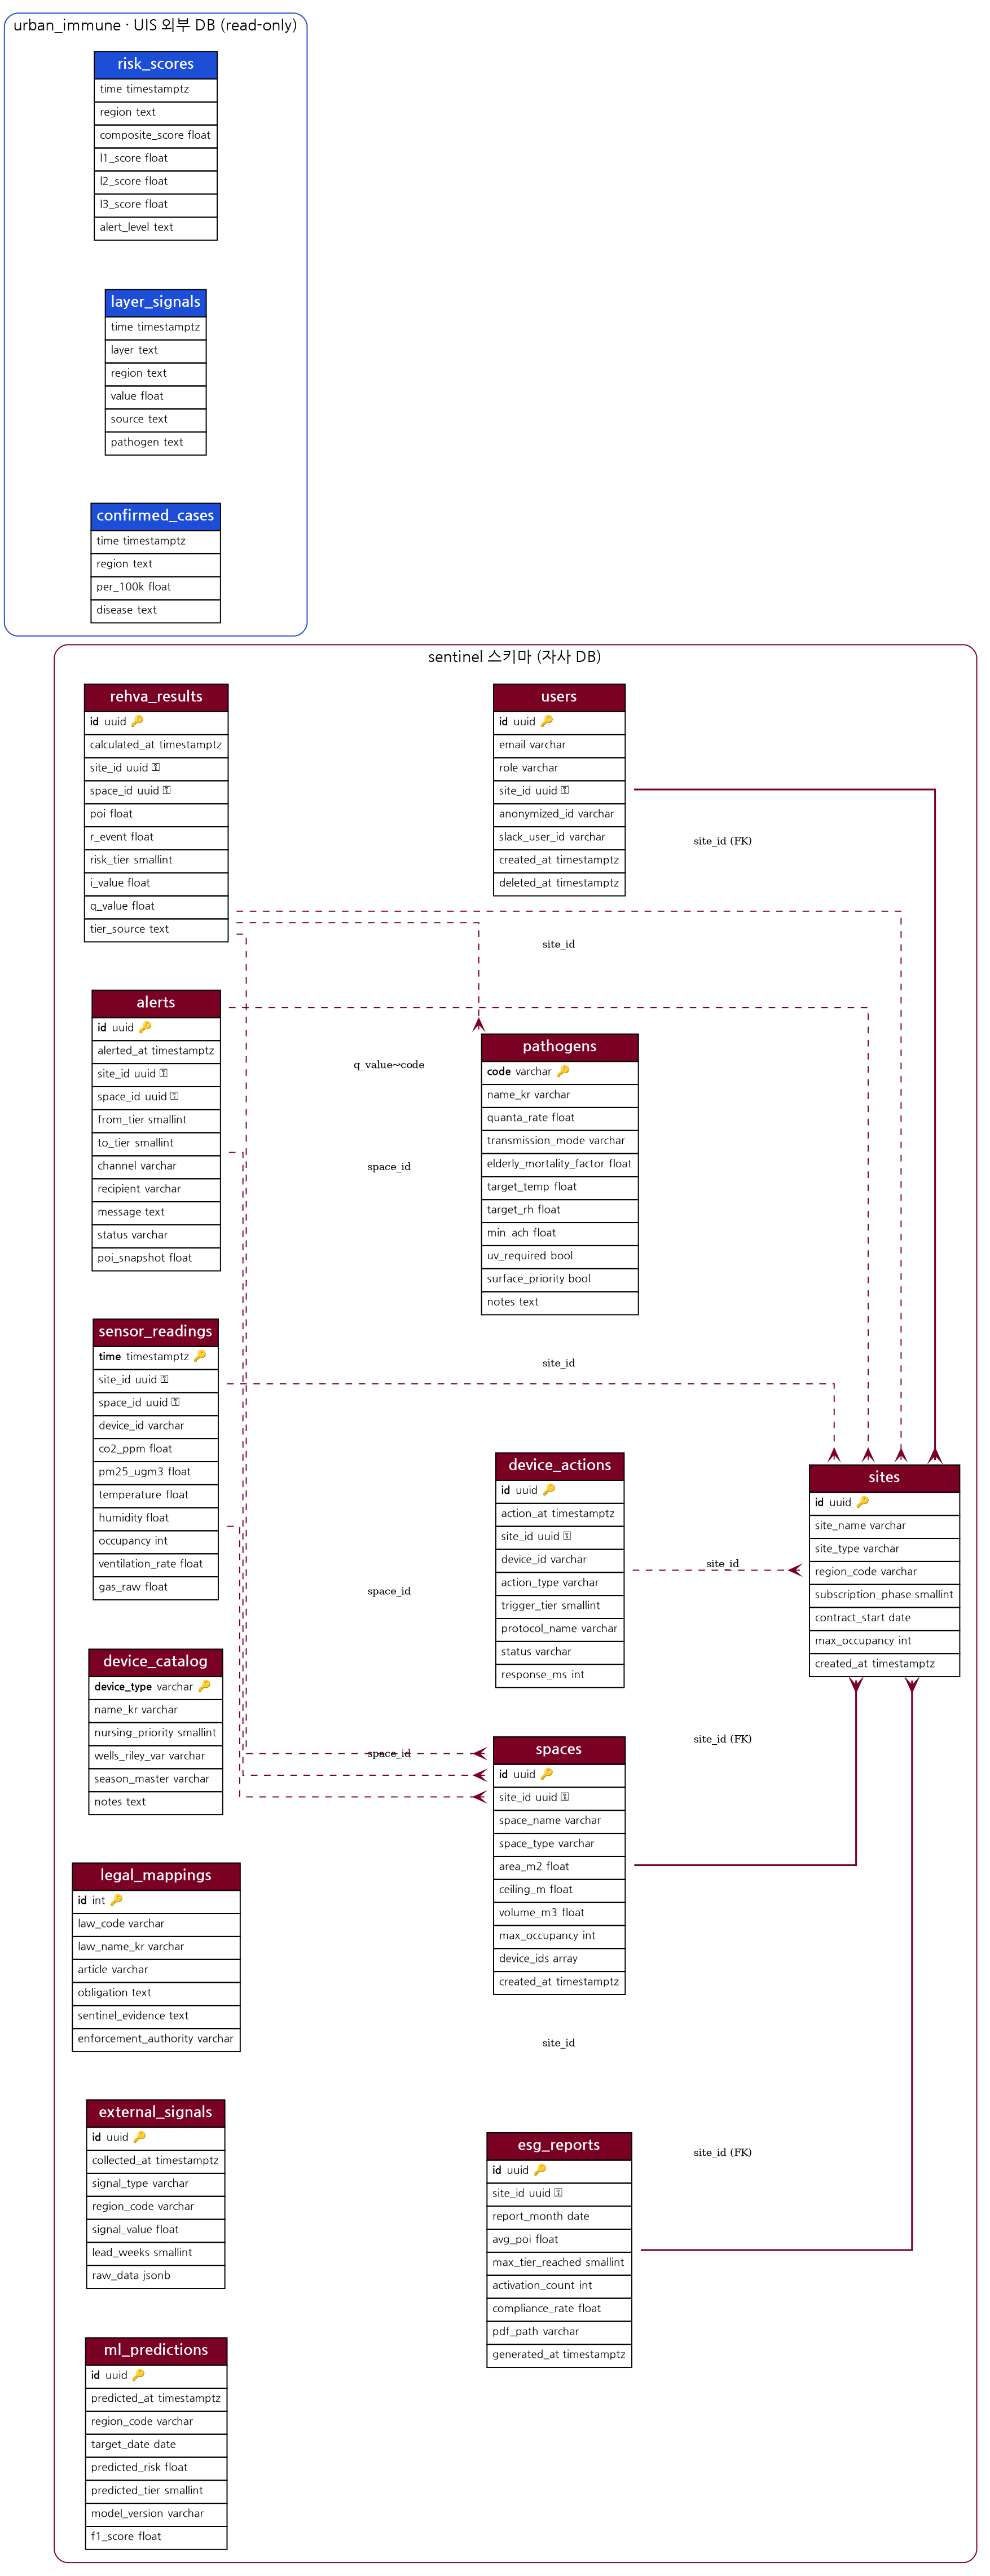 urban_immune · UIS 외부 DB (read-only)
risk_scores
time timestamptz
region text
composite_score float
l1_score float
l2_score float
l3_score float
alert_level text
layer_signals
time timestamptz
layer text
region text
value float
source text
pathogen text
confirmed_cases
time timestamptz
region text
per_100k float
disease text
sentinel 스키마 (자사 DB)
rehva_results
id uuid 🔑
calculated_at timestamptz
site_id uuid ⚿
space_id uuid ⚿
poi float
r_event float
risk_tier smallint
i_value float
q_value float
tier_source text
users
id uuid 🔑
email varchar
role varchar
site_id uuid ⚿
anonymized_id varchar
slack_user_id varchar
created_at timestamptz
deleted_at timestamptz
site_id (FK)
site_id
alerts
id uuid 🔑
alerted_at timestamptz
site_id uuid ⚿
space_id uuid ⚿
from_tier smallint
to_tier smallint
channel varchar
recipient varchar
message text
status varchar
poi_snapshot float
q_value~code
space_id
pathogens
code varchar 🔑
name_kr varchar
quanta_rate float
transmission_mode varchar
elderly_mortality_factor float
target_temp float
target_rh float
min_ach float
uv_required bool
surface_priority bool
notes text
site_id
sensor_readings
time timestamptz 🔑
site_id uuid ⚿
space_id uuid ⚿
device_id varchar
co2_ppm float
pm25_ugm3 float
temperature float
humidity float
occupancy int
ventilation_rate float
gas_raw float
space_id
device_actions
id uuid 🔑
action_at timestamptz
site_id uuid ⚿
device_id varchar
action_type varchar
trigger_tier smallint
protocol_name varchar
status varchar
response_ms int
site_id
sites
id uuid 🔑
site_name varchar
site_type varchar
region_code varchar
subscription_phase smallint
contract_start date
max_occupancy int
created_at timestamptz
device_catalog
device_type varchar 🔑
name_kr varchar
nursing_priority smallint
wells_riley_var varchar
season_master varchar
notes text
space_id
spaces
id uuid 🔑
site_id uuid ⚿
space_name varchar
space_type varchar
area_m2 float
ceiling_m float
volume_m3 float
max_occupancy int
device_ids array
created_at timestamptz
site_id (FK)
legal_mappings
id int 🔑
law_code varchar
law_name_kr varchar
article varchar
obligation text
sentinel_evidence text
enforcement_authority varchar
site_id
external_signals
id uuid 🔑
collected_at timestamptz
signal_type varchar
region_code varchar
signal_value float
lead_weeks smallint
raw_data jsonb
esg_reports
id uuid 🔑
site_id uuid ⚿
report_month date
avg_poi float
max_tier_reached smallint
activation_count int
compliance_rate float
pdf_path varchar
generated_at timestamptz
site_id (FK)
ml_predictions
id uuid 🔑
predicted_at timestamptz
region_code varchar
target_date date
predicted_risk float
predicted_tier smallint
model_version varchar
f1_score float